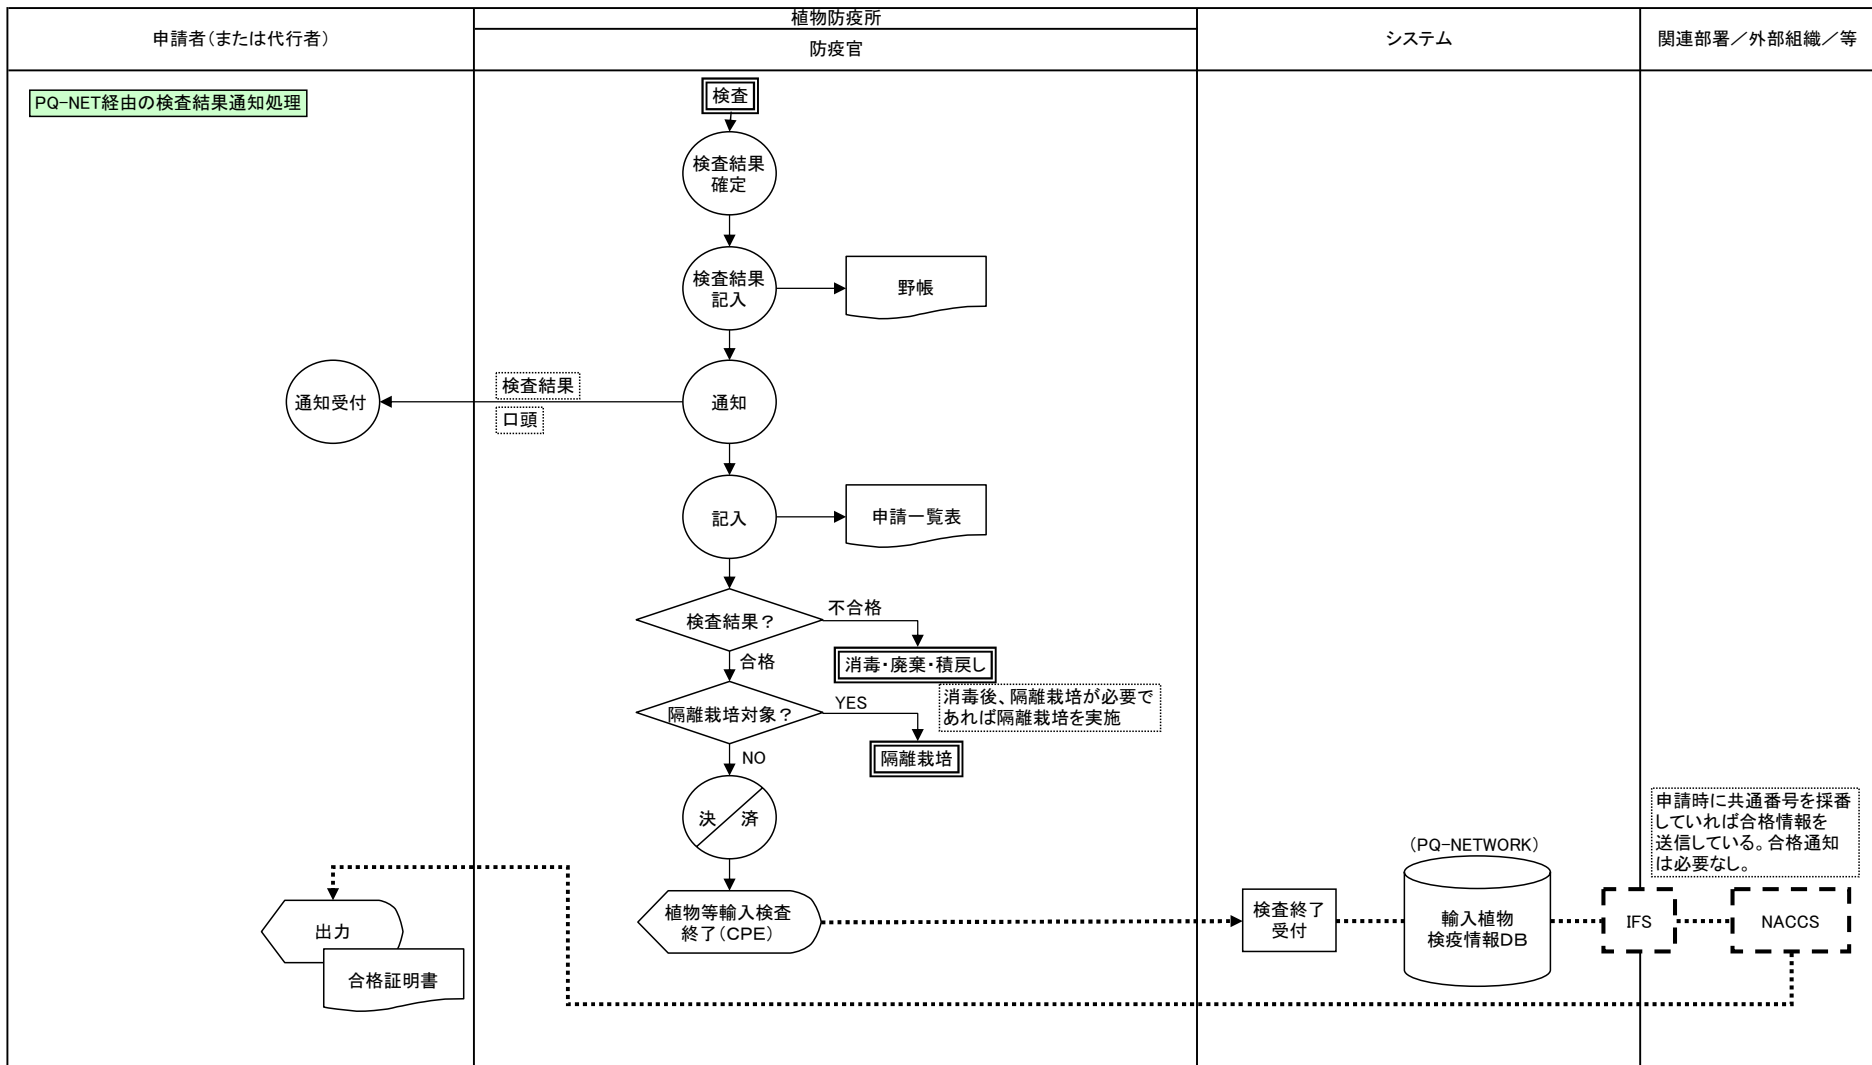 申請者(または代行者)
植物防疫所
防疫官
システム
関連部署／外部組織／等
PQ-NET経由の検査結果通知処理
検査
検査結果
確定
検査結果
記入
野帳
通知受付
検査結果
口頭
通知
記入
申請一覧表
検査結果？
不合格
合格
消毒・廃棄・積戻し
消毒後、隔離栽培が必要で
あれば隔離栽培を実施
隔離栽培対象？
YES
隔離栽培
NO
決
済
申請時に共通番号を採番
していれば合格情報を
送信している。合格通知
は必要なし。
(PQ-NETWORK)
出力
合格証明書
植物等輸入検査
終了(CPE)
検査終了
受付
輸入植物
検疫情報DB
IFS
NACCS